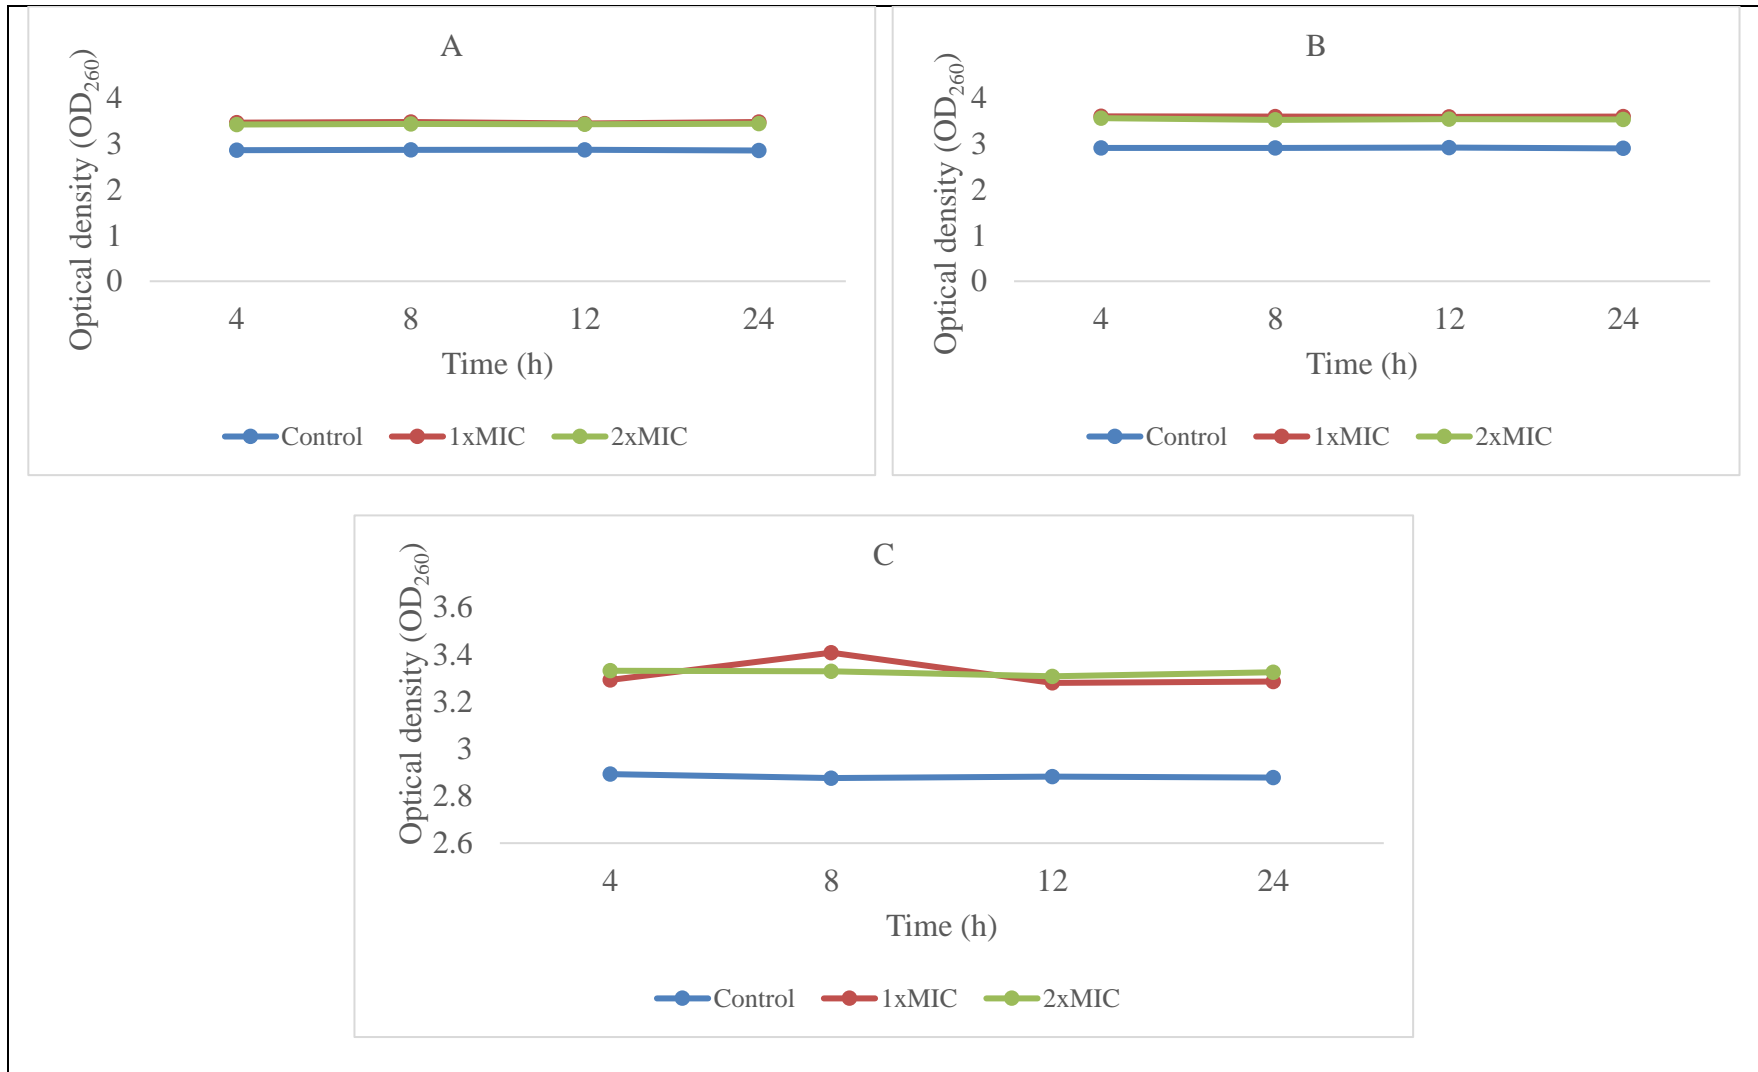 A
Optical density (OD260)
4
3
2
1
0
4 8 12 24
Time (h)
Control 1xMIC 2xMIC
B
Optical density (OD260)
4
3
2
1
0
4 8 12 24
Time (h)
Control 1xMIC 2xMIC
C
Optical density (OD260)
3.6
3.4
3.2
3
2.8
2.6
4 8 12 24
Time (h)
Control 1xMIC 2xMIC